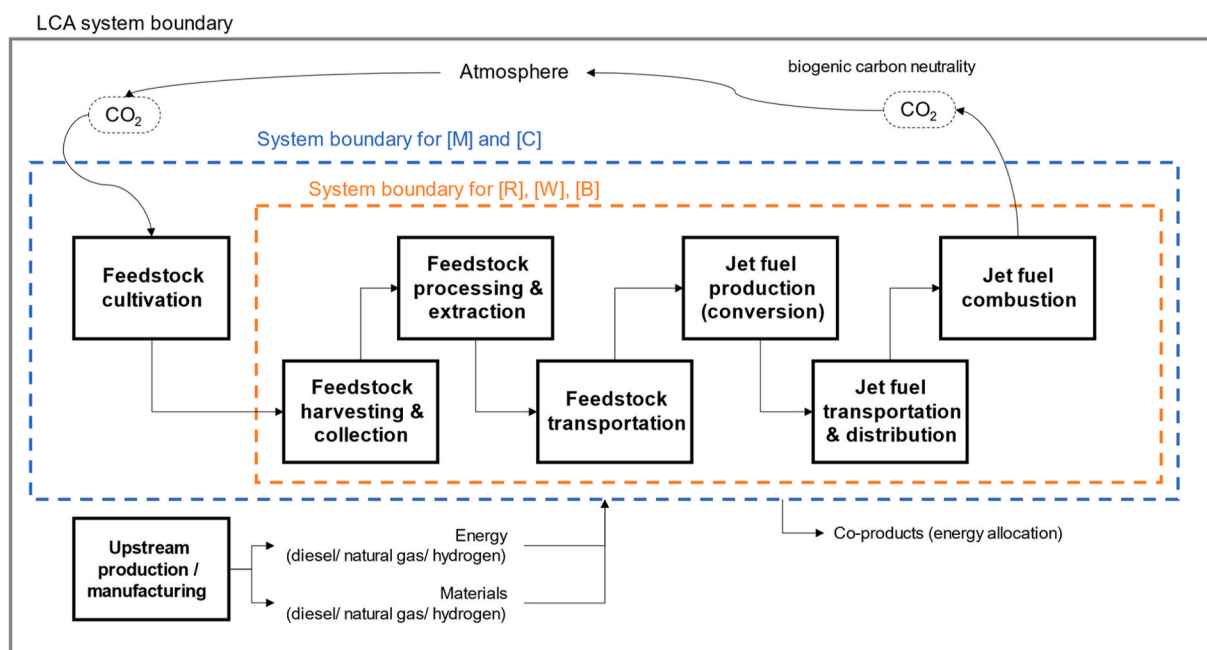 LCA system boundary
Atmosphere
biogenic carbon neutrality
CO₂
CO₂
System boundary for [M] and [C]
System boundary for [R], [W], [B]
Feedstock
cultivation
Feedstock
processing &
extraction
Jet fuel
production
(conversion)
Jet fuel
combustion
Feedstock
harvesting &
collection
Feedstock
transportation
Jet fuel
transportation
& distribution
Upstream
production /
manufacturing
Energy
(diesel/ natural gas/ hydrogen)
Materials
(diesel/ natural gas/ hydrogen)
Co-products (energy allocation)